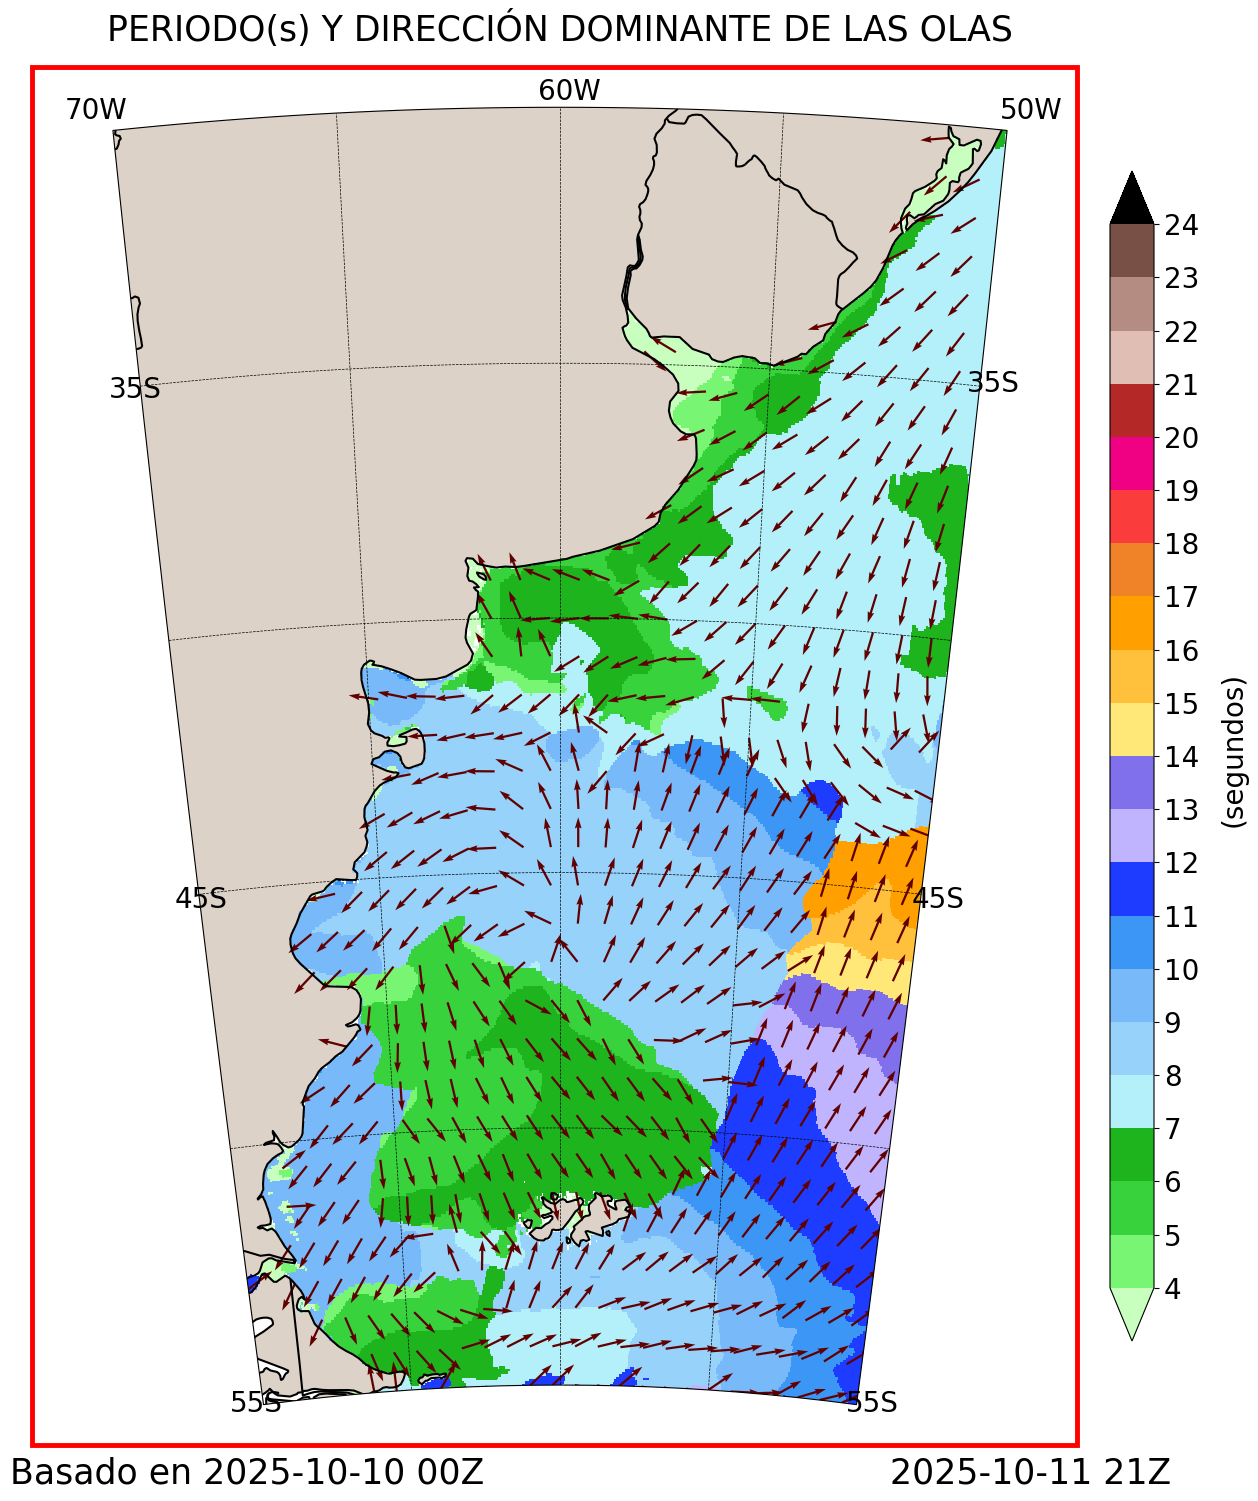 PERIODO(s) Y DIRECCIÓN DOMINANTE DE LAS OLAS
70W
60W
50W
35S
35S
45S
45S
55S
55S
24
23
22
21
20
19
18
17
16
15
14
13
12
11
10
9
8
7
6
5
4
(segundos)
Basado en 2025-10-10 00Z
2025-10-11 21Z